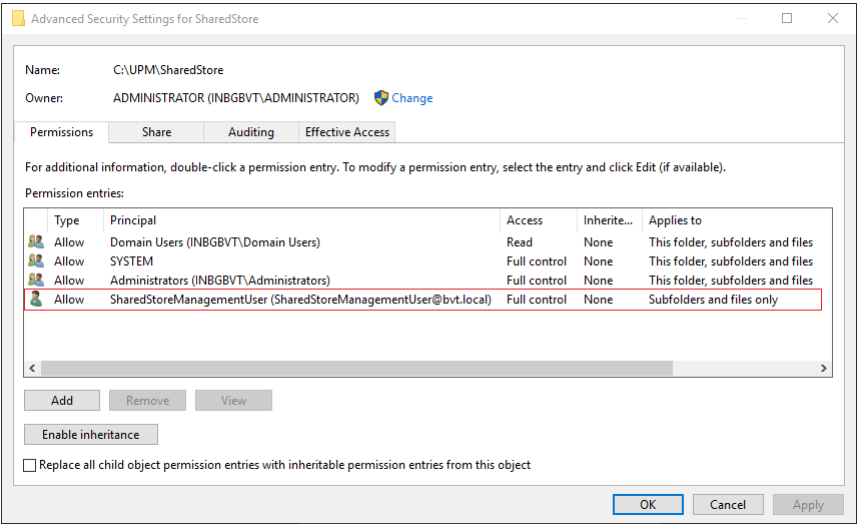 Advanced Security Settings for SharedStore
Name: C:\UPM\SharedStore
Owner: ADMINISTRATOR (INBGBVT\ADMINISTRATOR) Change
Permissions Share Auditing Effective Access
For additional information, double-click a permission entry. To modify a permission entry, select the entry and click Edit (if available).
Permission entries:
Type Principal Access Inherite... Applies to
Allow Domain Users (INBGBVT\Domain Users) Read None This folder, subfolders and files
Allow SYSTEM Full control None This folder, subfolders and files
Allow Administrators (INBGBVT\Administrators) Full control None This folder, subfolders and files
Allow SharedStoreManagementUser (SharedStoreManagementUser@bvt.local) Full control None Subfolders and files only
Add Remove View
Enable inheritance
Replace all child object permission entries with inheritable permission entries from this object
OK Cancel Apply